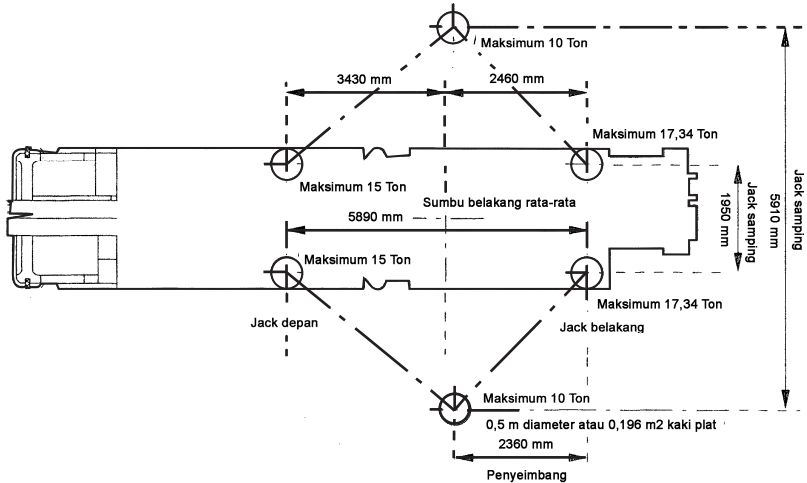 Maksimum 10 Ton
3430 mm
2460 mm
Maksimum 17,34 Ton
Maksimum 15 Ton
Sumbu belakang rata-rata
5890 mm
Jack samping
1950 mm
Jack samping
5910 mm
Maksimum 15 Ton
Maksimum 17,34 Ton
Jack depan
Jack belakang
Maksimum 10 Ton
0,5 m diameter atau 0,196 m2 kaki plat
2360 mm
Penyeimbang